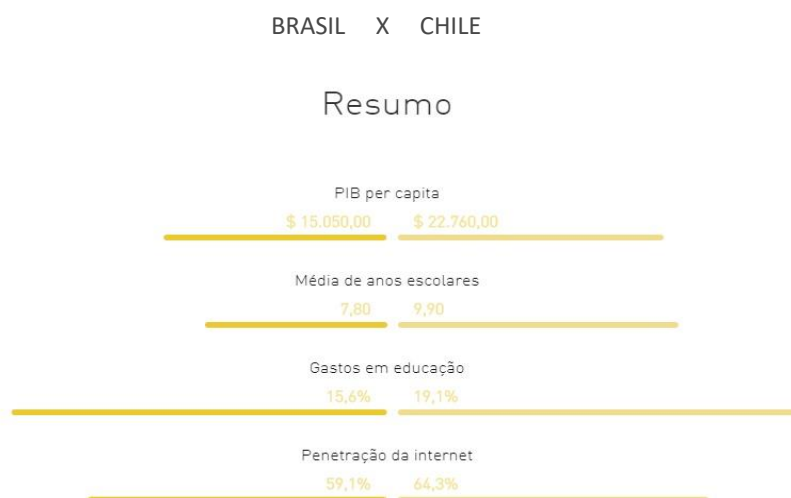 BRASIL X CHILE
Resumo
PIB per capita
$ 15.050,00 $ 22.760,00
Média de anos escolares
7,80 9,90
Gastos em educação
15,6% 19,1%
Penetração da internet
59,1% 64,3%